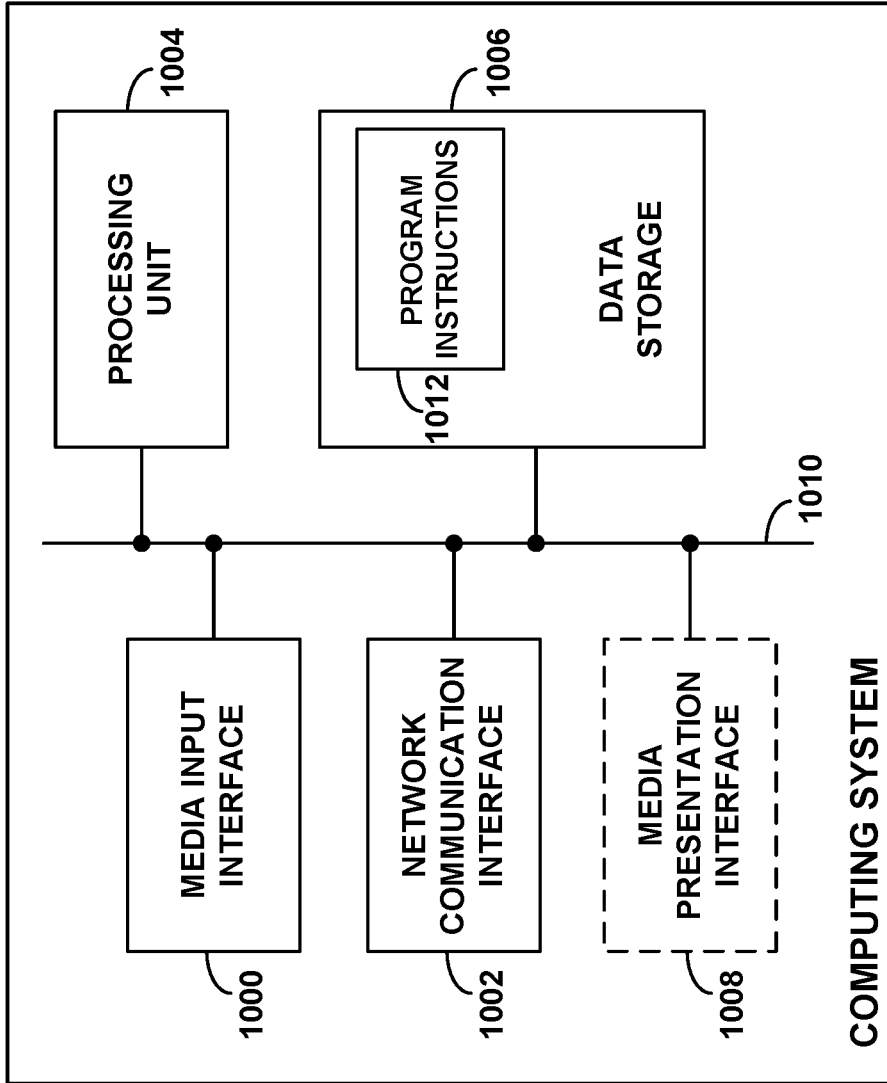 1000
MEDIA INPUT
INTERFACE
PROCESSING
UNIT
1004
1002
NETWORK
COMMUNICATION
INTERFACE
1012
PROGRAM
INSTRUCTIONS
1006
DATA
STORAGE
1008
MEDIA
PRESENTATION
INTERFACE
1010
COMPUTING SYSTEM